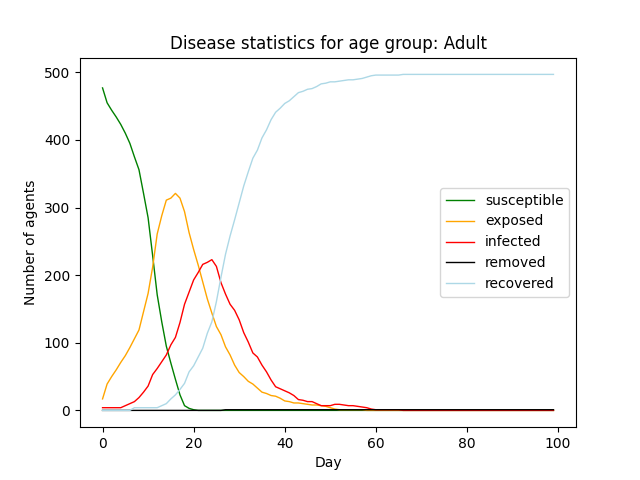 Disease statistics for age group: Adult
Number of agents
500
400
300
200
100
0
susceptible
exposed
infected
removed
recovered
0 20 40 60 80 100
Day